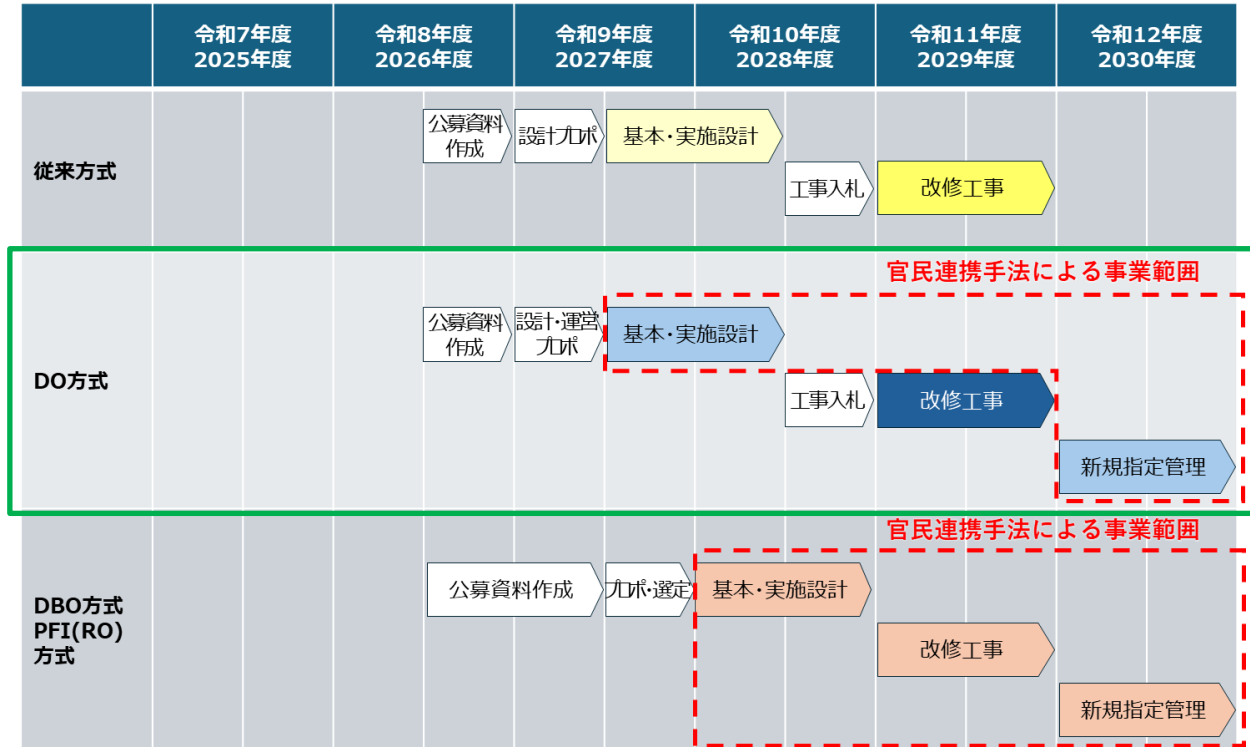 令和7年度
2025年度
令和8年度
2026年度
令和9年度
2027年度
令和10年度
2028年度
令和11年度
2029年度
令和12年度
2030年度
従来方式
公募資料
作成
設計プロポ
基本・実施設計
工事入札
改修工事
官民連携手法による事業範囲
DO方式
公募資料
作成
設計・運営
プロポ
基本・実施設計
工事入札
改修工事
新規指定管理
官民連携手法による事業範囲
DBO方式
PFI(RO)
方式
公募資料作成
プロポ・選定
基本・実施設計
改修工事
新規指定管理